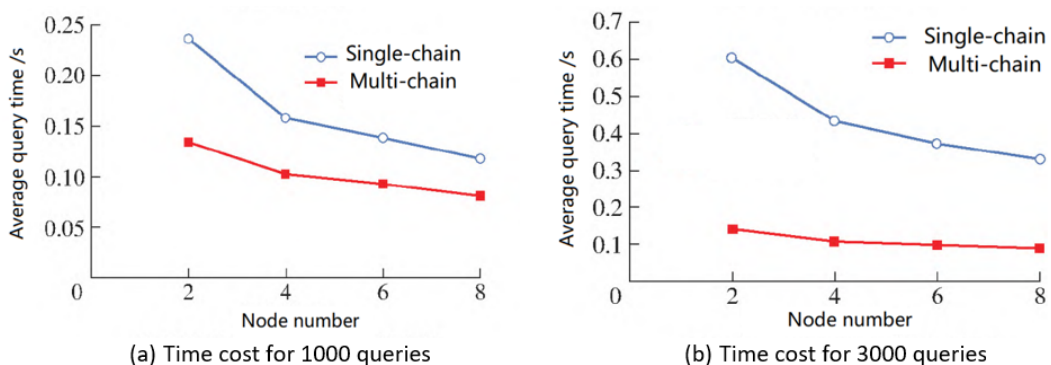 0.25
0.20
0.15
0.10
0.05
0
2
4
6
8
Average query time /s
Node number
Single-chain
Multi-chain
(a) Time cost for 1000 queries
0.7
0.6
0.5
0.4
0.3
0.2
0.1
0
2
4
6
8
Average query time /s
Node number
Single-chain
Multi-chain
(b) Time cost for 3000 queries